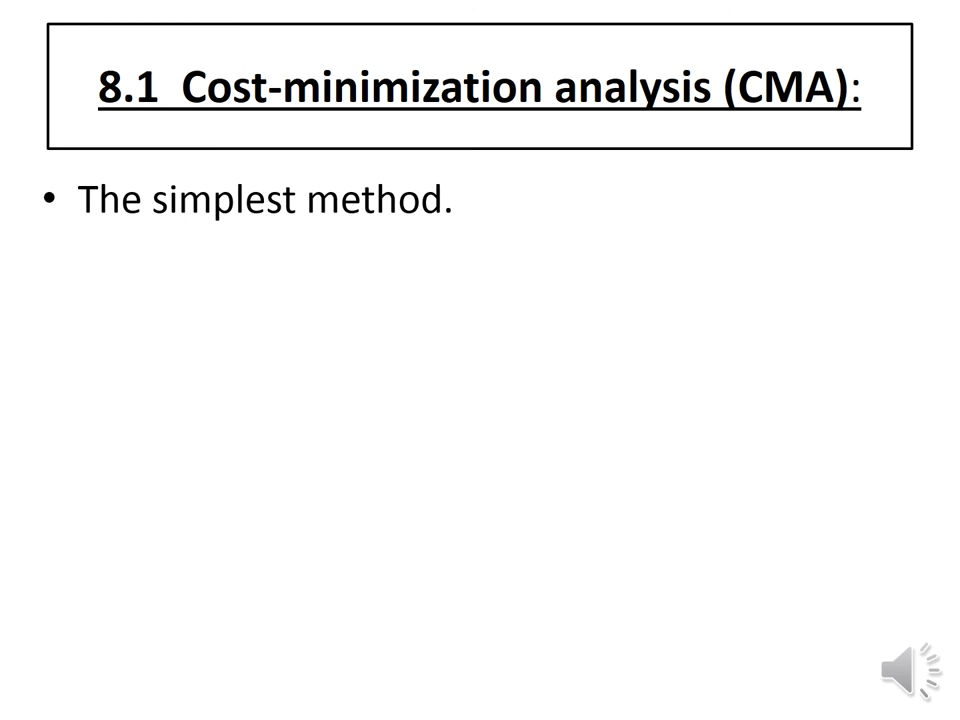 8.1  Cost-minimization analysis (CMA):
• The simplest method.